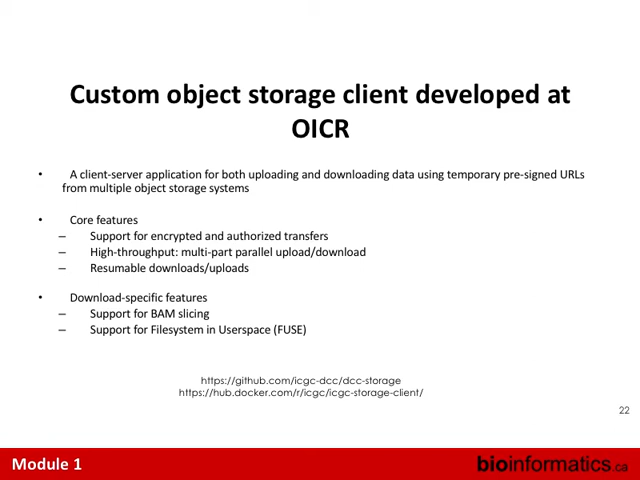 Custom object storage client developed at
OICR
• A client-server application for both uploading and downloading data using temporary pre-signed URLs
from multiple object storage systems
• Core features
– Support for encrypted and authorized transfers
– High-throughput: multi-part parallel upload/download
– Resumable downloads/uploads
• Download-specific features
– Support for BAM slicing
– Support for Filesystem in Userspace (FUSE)
https://github.com/icgc-dcc/dcc-storage
https://hub.docker.com/r/icgc/icgc-storage-client/
22
Module 1
bioinformatics.ca